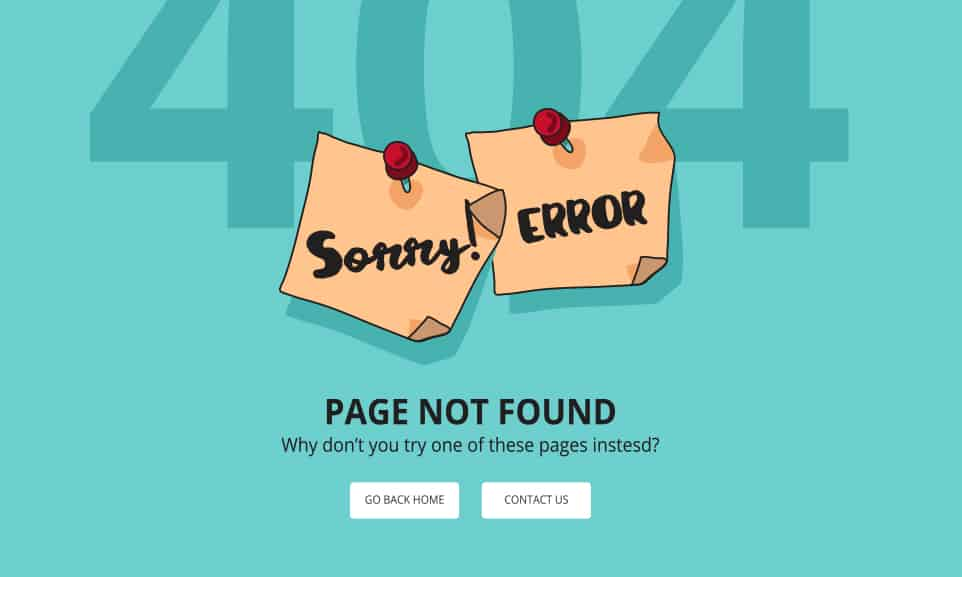 404
Sorry!
ERROR
PAGE NOT FOUND
Why don’t you try one of these pages instesd?
GO BACK HOME
CONTACT US